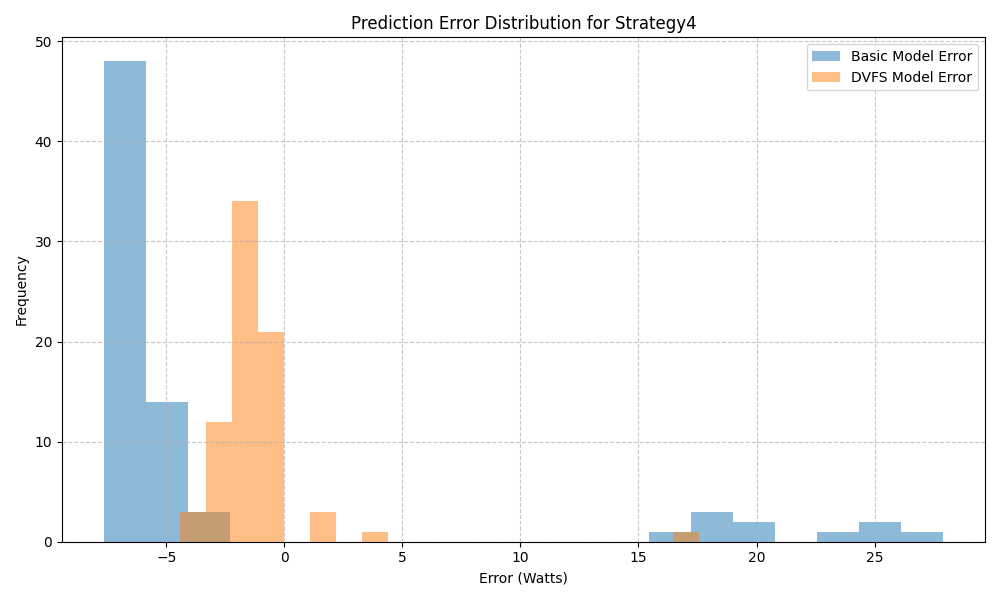 Prediction Error Distribution for Strategy4
Basic Model Error
DVFS Model Error
50
40
30
20
10
0
Frequency
−5
0
5
10
15
20
25
Error (Watts)